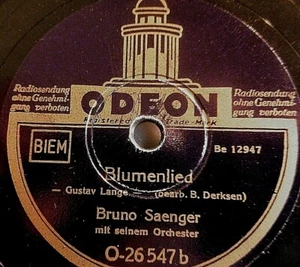 Radiosendung
ohne Genehmi-
gung verboten
ODEON
Registered Trade-Mark
Radiosendung
ohne Genehmi-
gung verboten
BIEM
Be 12947
Blumenlied
– Gustav Lange (bearb. B. Derksen)
Bruno Saenger
mit seinem Orchester
O-26547b